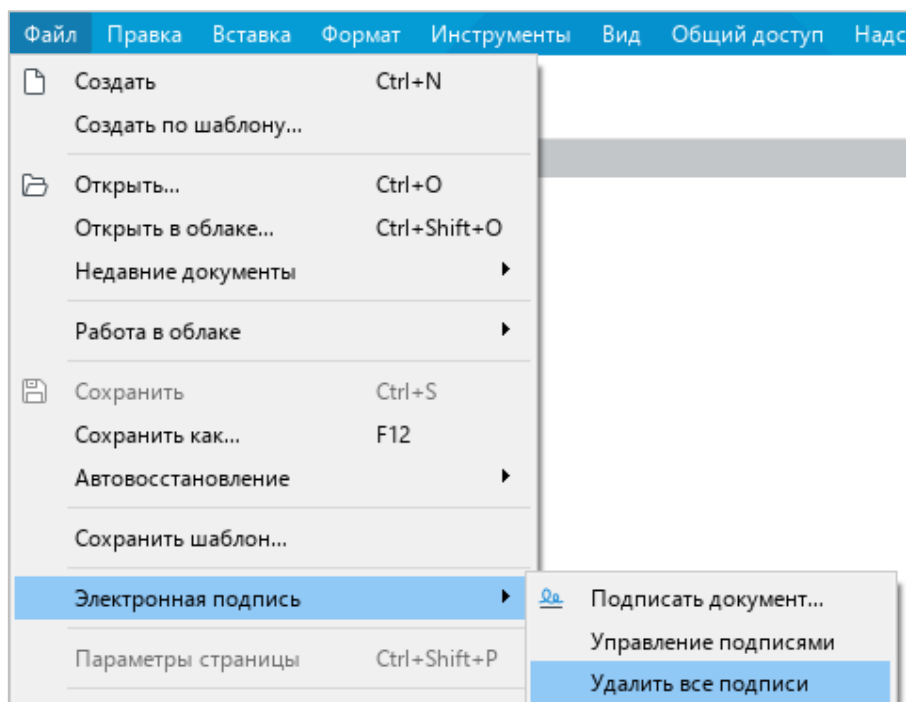 Файл Правка Вставка Формат Инструменты Вид Общий доступ Надс
Создать Ctrl+N
Создать по шаблону...
Открыть... Ctrl+O
Открыть в облаке... Ctrl+Shift+O
Недавние документы
Работа в облаке
Сохранить Ctrl+S
Сохранить как... F12
Автовосстановление
Сохранить шаблон...
Электронная подпись
Подписать документ...
Управление подписями
Параметры страницы Ctrl+Shift+P
Удалить все подписи